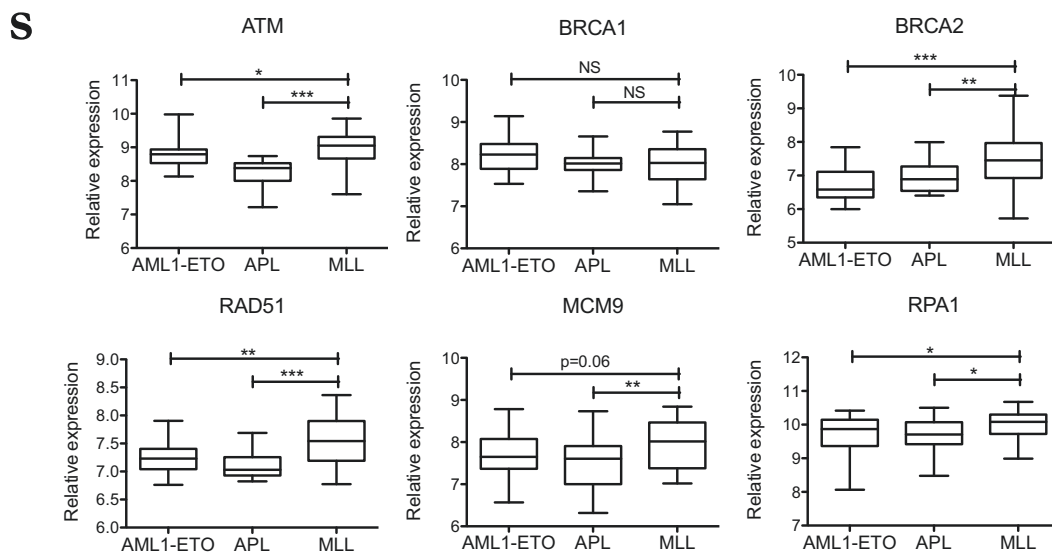 S
ATM
Relative expression
11
10
9
8
7
6
*
***
AML1-ETO APL MLL
BRCA1
Relative expression
10
9
8
7
6
NS
NS
AML1-ETO APL MLL
BRCA2
Relative expression
10
9
8
7
6
5
***
**
AML1-ETO APL MLL
RAD51
Relative expression
9.0
8.5
8.0
7.5
7.0
6.5
6.0
**
***
AML1-ETO APL MLL
MCM9
Relative expression
10
9
8
7
6
p=0.06
**
AML1-ETO APL MLL
RPA1
Relative expression
12
11
10
9
8
7
*
*
AML1-ETO APL MLL